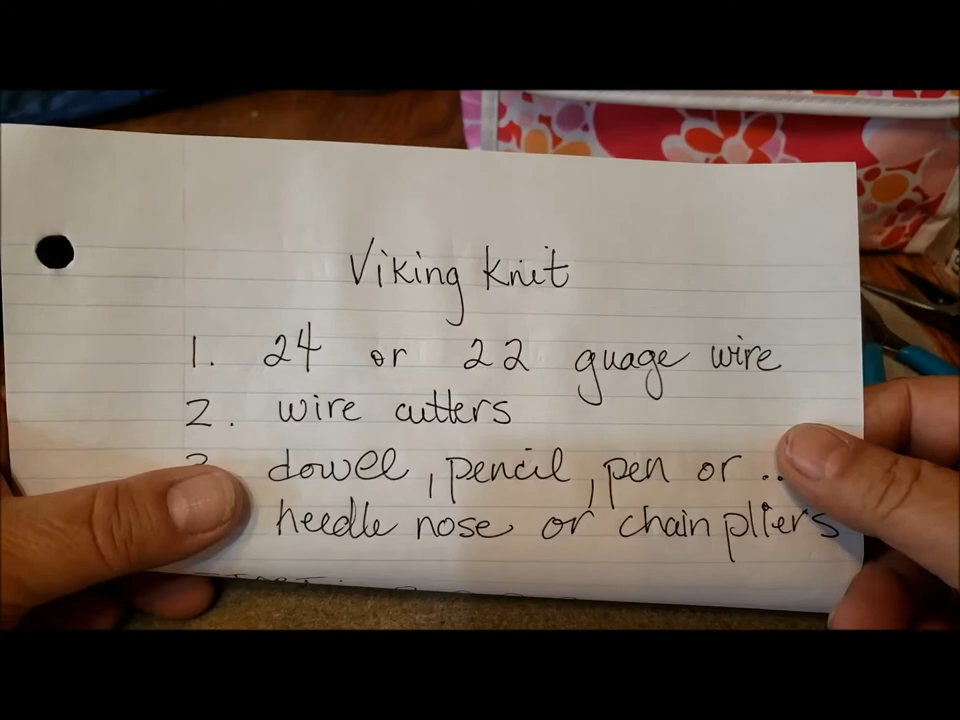 Viking Knit
1. 24 or 22 guage wire
2. wire cutters
3. dowel, pencil, pen or ..
needle nose or chain pliers